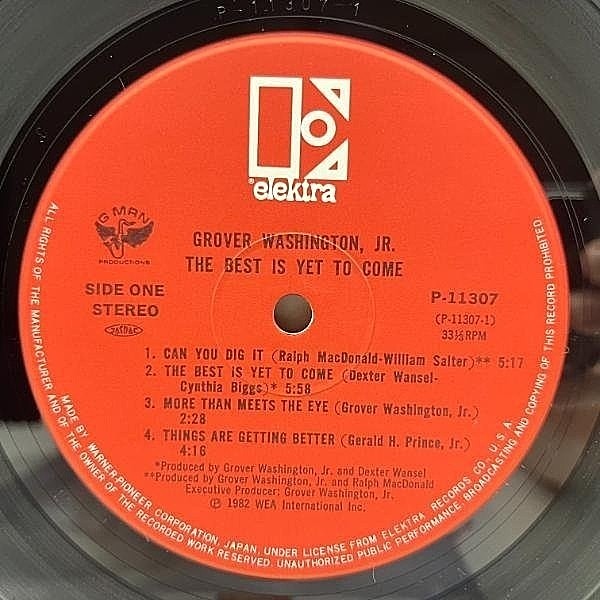 P-11307-1
elektra
G MAN
PRODUCTIONS
GROVER WASHINGTON, JR.
THE BEST IS YET TO COME
SIDE ONE
STEREO
P-11307
(P-11307-1)
33⅓RPM
1. CAN YOU DIG IT (Ralph MacDonald-William Salter)** 5:17
2. THE BEST IS YET TO COME (Dexter Wansel-
Cynthia Biggs)* 5:58
3. MORE THAN MEETS THE EYE (Grover Washington, Jr.)
2:28
4. THINGS ARE GETTING BETTER (Gerald H. Prince, Jr.)
4:16
*Produced by Grover Washington, Jr. and Dexter Wansel
**Produced by Grover Washington, Jr. and Ralph MacDonald
Executive Producer: Grover Washington, Jr.
℗ 1982 WEA International Inc.
ALL RIGHTS OF THE MANUFACTURER AND OF THE OWNER OF THE RECORDED WORK RESERVED. UNAUTHORIZED PUBLIC PERFORMANCE BROADCASTING AND COPYING OF THIS RECORD PROHIBITED
MADE BY WARNER-PIONEER CORPORATION, JAPAN, UNDER LICENSE FROM ELEKTRA RECORDS CO., U.S.A.